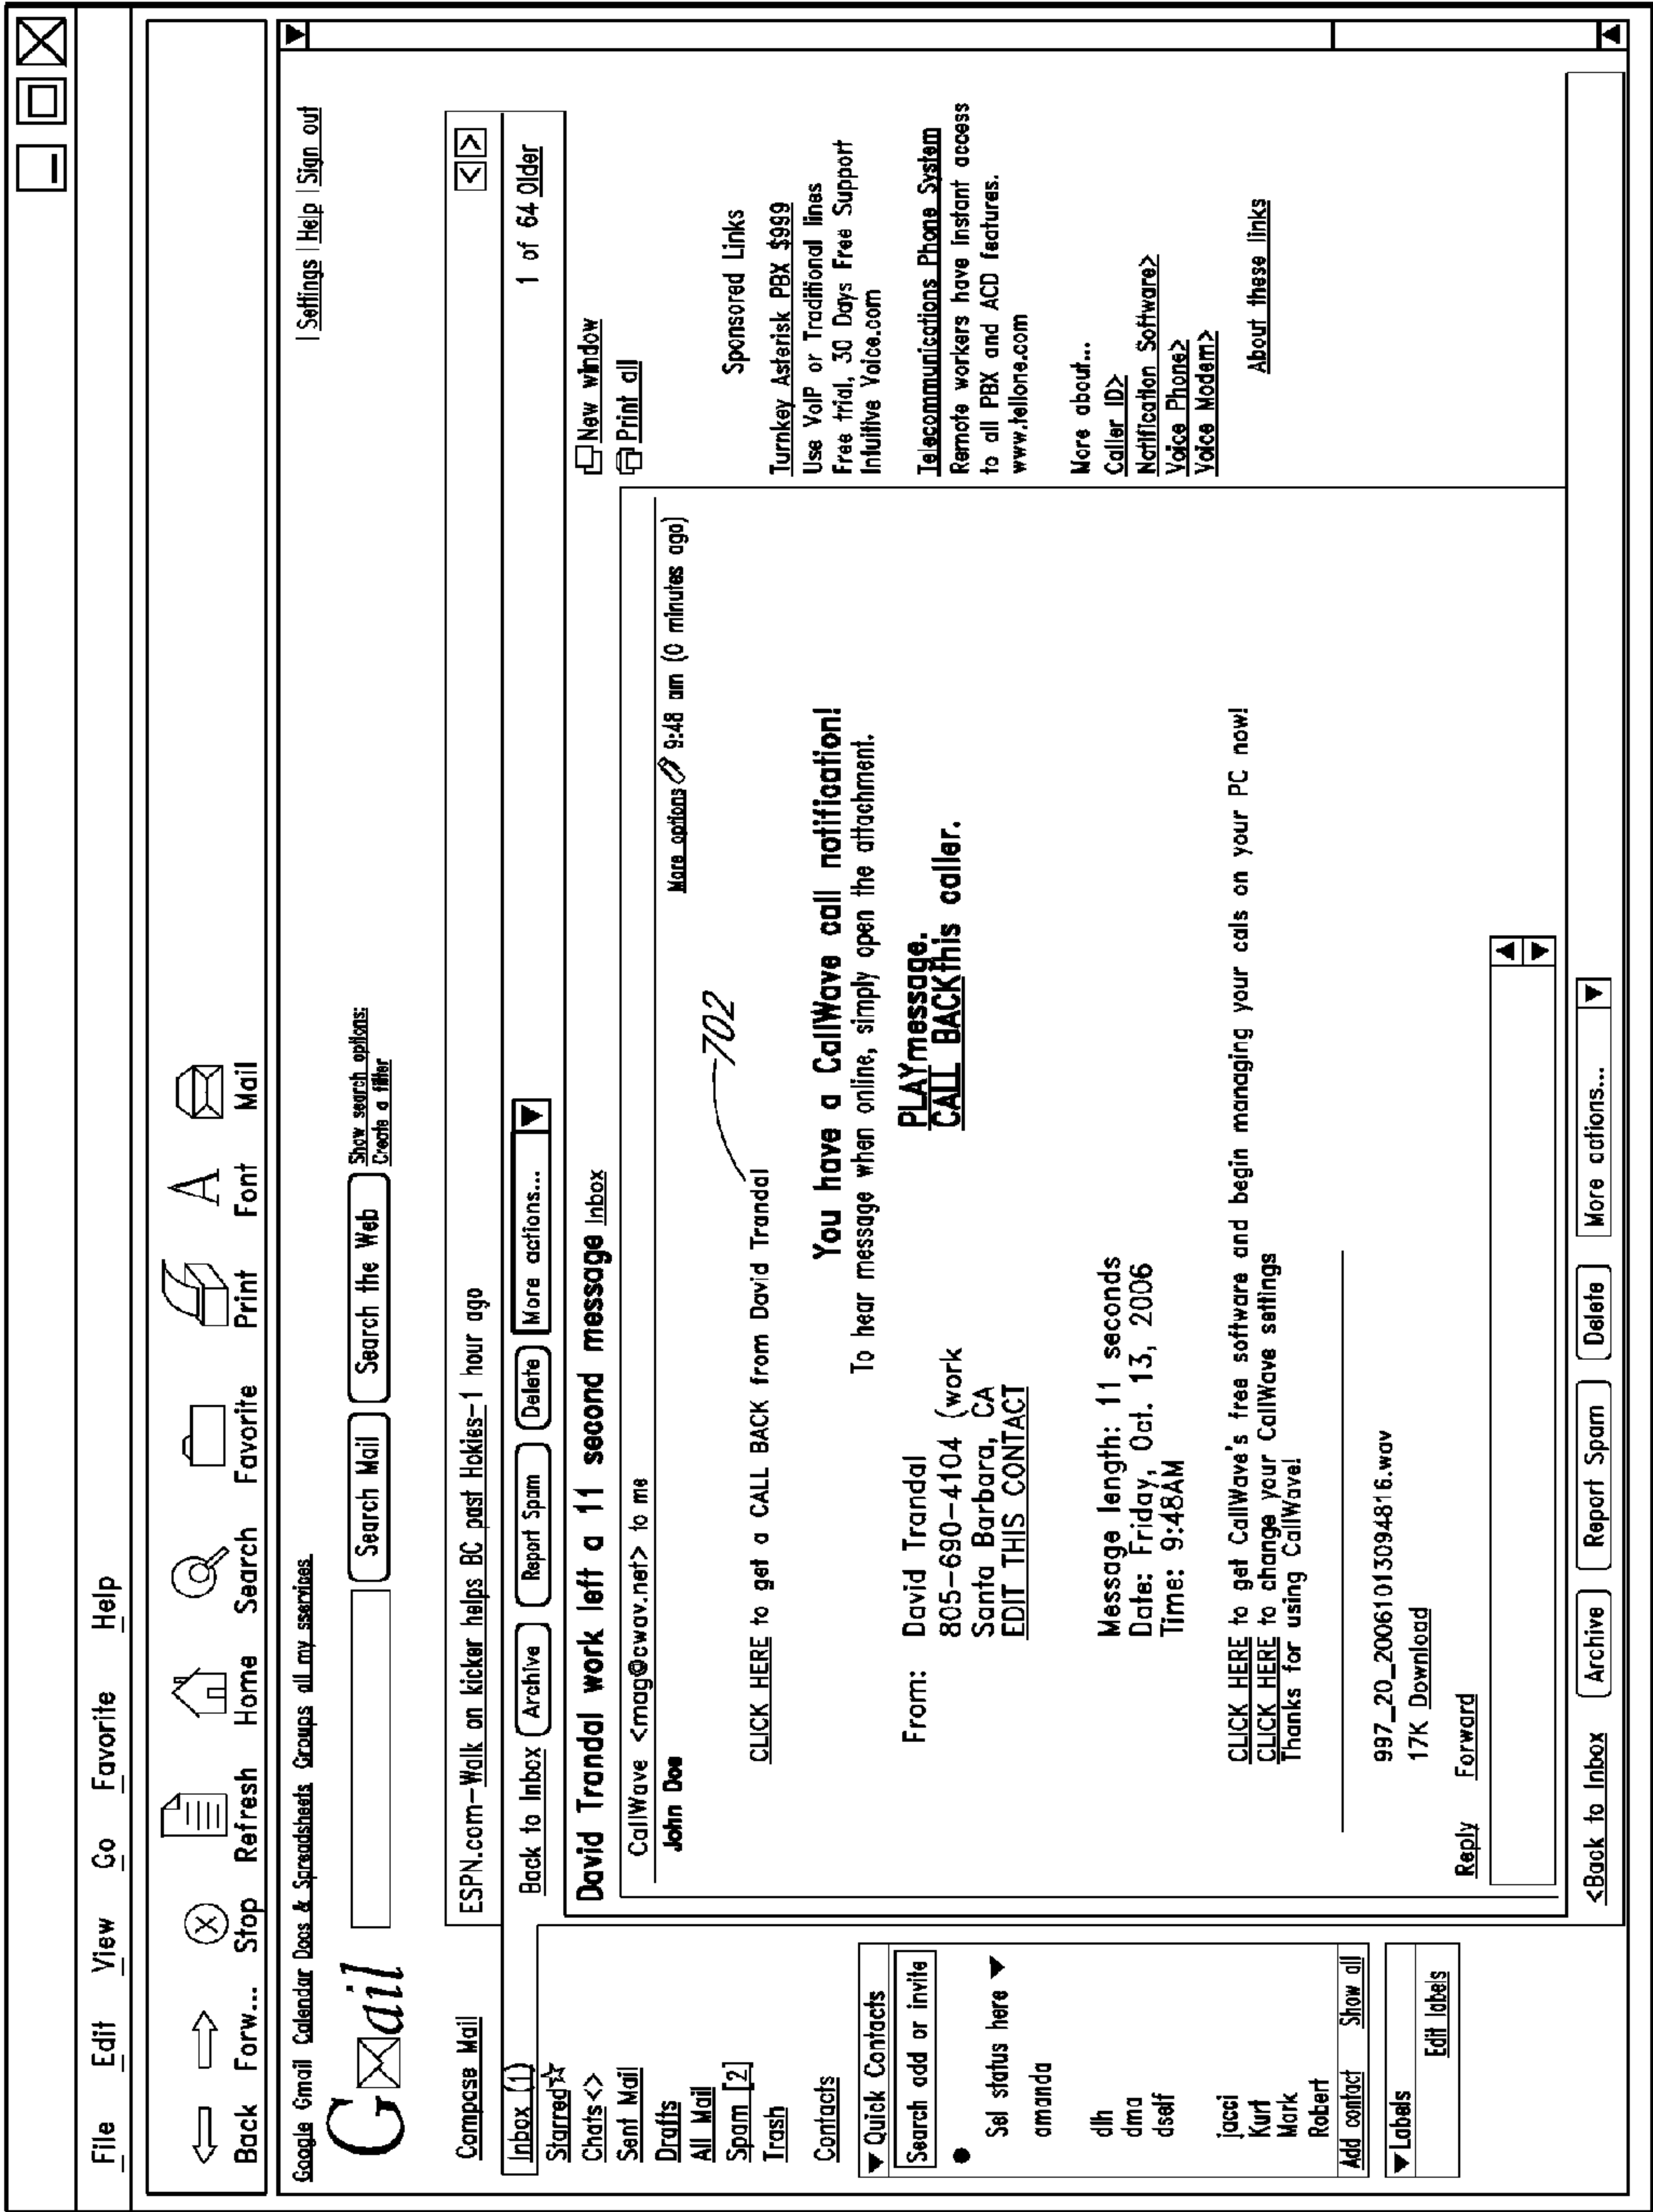 File Edit View Go Favorite Help
Back Forw... Stop Refresh Home Search Favorite Print Font Mail
Google Gmail Calendar Docs & Spreadsheets Groups all my sservices
| Settings | Help | Sign out
Gmail
Search Mail
Search the Web
Show search options:
Create a filter
Compose Mail
Inbox (1)
Starred☆
Chats<>
Sent Mail
Drafts
All Mail
Spam [2]
Trash
Contacts
▼ Quick Contacts
Search add or invite
● Sel status here ▼
amanda
dlh
dma
dself
jacci
Kurt
Mark
Robert
Add contact Show all
▼Labels
Edit labels
ESPN.com-Walk on kicker helps BC past Hokies-1 hour ago < >
Back to Inbox Archive Report Spam Delete More actions... ▼ 1 of 64 Older
David Trandal work left a 11 second message Inbox
New window
Print all
CallWave <mag@cwav.net> to me
John Doe
More options 9:48 am (0 minutes ago)
702
CLICK HERE to get a CALL BACK from David Trandal
You have a CallWave call notification!
To hear message when online, simply open the attachment.
PLAYmessage.
CALL BACKthis caller.
From: David Trandal
805-690-4104 (work
Santa Barbara, CA
EDIT THIS CONTACT
Message length: 11 seconds
Date: Friday, Oct. 13, 2006
Time: 9:48AM
CLICK HERE to get CallWave's free software and begin managing your cals on your PC now!
CLICK HERE to change your CallWave settings
Thanks for using CallWave!
997_20_20061013094816.wav
17K Download
Reply Forward
Sponsored Links
Turnkey Asterisk PBX $999
Use VoIP or Traditional lines
Free trial, 30 Days Free Support
Intuitive Voice.com
Telecommunications Phone System
Remote workers have instant access
to all PBX and ACD features.
www.tellone.com
More about...
Caller ID>
Notification Software>
Voice Phone>
Voice Modem>
About these links
<Back to Inbox Archive Report Spam Delete More actions... ▼